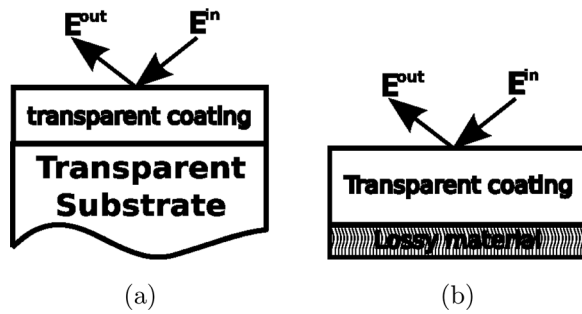 E^out E^in
transparent coating
Transparent
Substrate
(a)
E^out E^in
Transparent coating
Lossy material
(b)